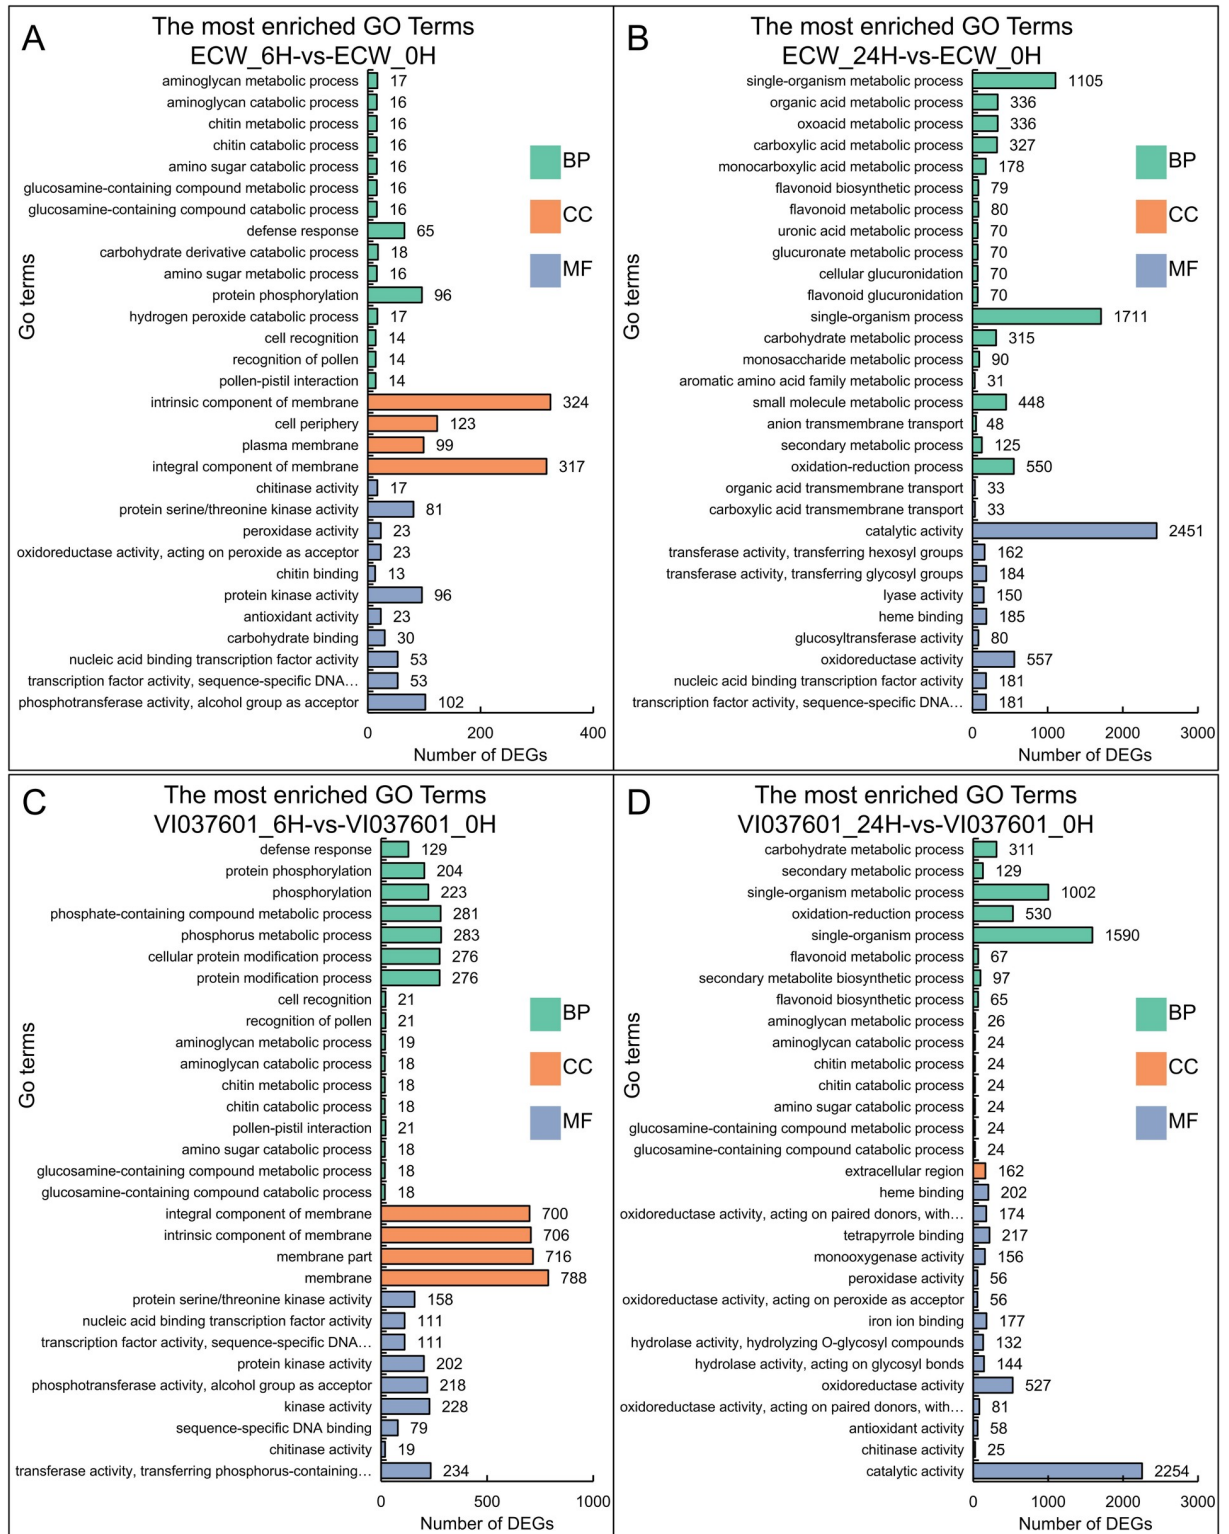 A
The most enriched GO Terms
ECW_6H-vs-ECW_0H
aminoglycan metabolic process 17
aminoglycan catabolic process 16
chitin metabolic process 16
chitin catabolic process 16
amino sugar catabolic process 16
glucosamine-containing compound metabolic process 16
glucosamine-containing compound catabolic process 16
defense response 65
carbohydrate derivative catabolic process 18
amino sugar metabolic process 16
protein phosphorylation 96
hydrogen peroxide catabolic process 17
cell recognition 14
recognition of pollen 14
pollen-pistil interaction 14
intrinsic component of membrane 324
cell periphery 123
plasma membrane 99
integral component of membrane 317
chitinase activity 17
protein serine/threonine kinase activity 81
peroxidase activity 23
oxidoreductase activity, acting on peroxide as acceptor 23
chitin binding 13
protein kinase activity 96
antioxidant activity 23
carbohydrate binding 30
nucleic acid binding transcription factor activity 53
transcription factor activity, sequence-specific DNA... 53
phosphotransferase activity, alcohol group as acceptor 102
0 200 400
Number of DEGs
Go terms
BP
CC
MF
B
The most enriched GO Terms
ECW_24H-vs-ECW_0H
single-organism metabolic process 1105
organic acid metabolic process 336
oxoacid metabolic process 336
carboxylic acid metabolic process 327
monocarboxylic acid metabolic process 178
flavonoid biosynthetic process 79
flavonoid metabolic process 80
uronic acid metabolic process 70
glucuronate metabolic process 70
cellular glucuronidation 70
flavonoid glucuronidation 70
single-organism process 1711
carbohydrate metabolic process 315
monosaccharide metabolic process 90
aromatic amino acid family metabolic process 31
small molecule metabolic process 448
anion transmembrane transport 48
secondary metabolic process 125
oxidation-reduction process 550
organic acid transmembrane transport 33
carboxylic acid transmembrane transport 33
catalytic activity 2451
transferase activity, transferring hexosyl groups 162
transferase activity, transferring glycosyl groups 184
lyase activity 150
heme binding 185
glucosyltransferase activity 80
oxidoreductase activity 557
nucleic acid binding transcription factor activity 181
transcription factor activity, sequence-specific DNA... 181
0 1000 2000 3000
Number of DEGs
Go terms
BP
CC
MF
C
The most enriched GO Terms
VI037601_6H-vs-VI037601_0H
defense response 129
protein phosphorylation 204
phosphorylation 223
phosphate-containing compound metabolic process 281
phosphorus metabolic process 283
cellular protein modification process 276
protein modification process 276
cell recognition 21
recognition of pollen 21
aminoglycan metabolic process 19
aminoglycan catabolic process 18
chitin metabolic process 18
chitin catabolic process 18
pollen-pistil interaction 21
amino sugar catabolic process 18
glucosamine-containing compound metabolic process 18
glucosamine-containing compound catabolic process 18
integral component of membrane 700
intrinsic component of membrane 706
membrane part 716
membrane 788
protein serine/threonine kinase activity 158
nucleic acid binding transcription factor activity 111
transcription factor activity, sequence-specific DNA... 111
protein kinase activity 202
phosphotransferase activity, alcohol group as acceptor 218
kinase activity 228
sequence-specific DNA binding 79
chitinase activity 19
transferase activity, transferring phosphorus-containing... 234
0 500 1000
Number of DEGs
Go terms
BP
CC
MF
D
The most enriched GO Terms
VI037601_24H-vs-VI037601_0H
carbohydrate metabolic process 311
secondary metabolic process 129
single-organism metabolic process 1002
oxidation-reduction process 530
single-organism process 1590
flavonoid metabolic process 67
secondary metabolite biosynthetic process 97
flavonoid biosynthetic process 65
aminoglycan metabolic process 26
aminoglycan catabolic process 24
chitin metabolic process 24
chitin catabolic process 24
amino sugar catabolic process 24
glucosamine-containing compound metabolic process 24
glucosamine-containing compound catabolic process 24
extracellular region 162
heme binding 202
oxidoreductase activity, acting on paired donors, with... 174
tetrapyrrole binding 217
monooxygenase activity 156
peroxidase activity 56
oxidoreductase activity, acting on peroxide as acceptor 56
iron ion binding 177
hydrolase activity, hydrolyzing O-glycosyl compounds 132
hydrolase activity, acting on glycosyl bonds 144
oxidoreductase activity 527
oxidoreductase activity, acting on paired donors, with... 81
antioxidant activity 58
chitinase activity 25
catalytic activity 2254
0 1000 2000 3000
Number of DEGs
Go terms
BP
CC
MF